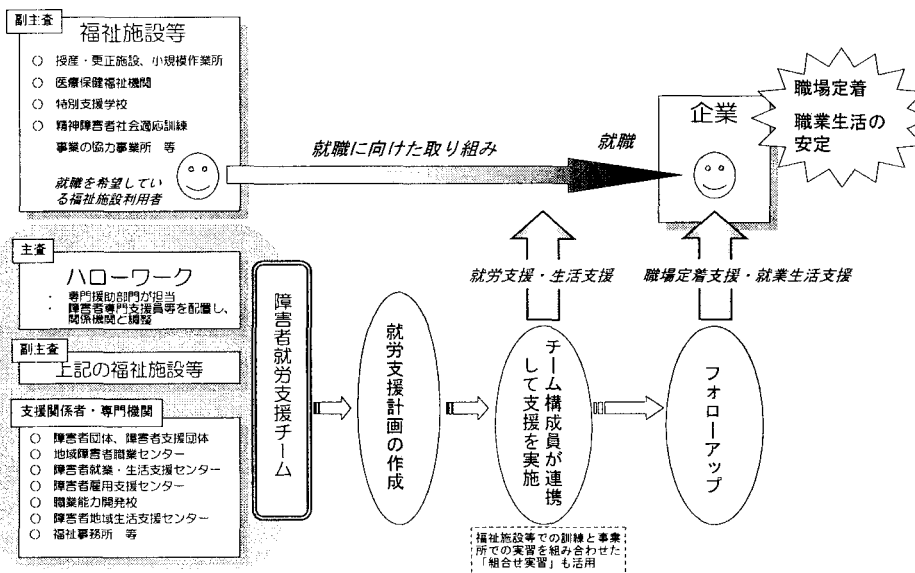 副主査
福祉施設等
○ 授産・更正施設、小規模作業所
○ 医療保健福祉機関
○ 特別支援学校
○ 精神障害者社会適応訓練
事業の協力事業所 等
就職を希望してい
る福祉施設利用者
就職に向けた取り組み
就職
企業
職場定着
職業生活の
安定
主査
ハローワーク
・ 専門援助部門が担当
・ 障害者専門支援員等を配置し、
関係機関と調整
副主査
上記の福祉施設等
支援関係者・専門機関
○ 障害者団体、障害者支援団体
○ 地域障害者職業センター
○ 障害者就業・生活支援センター
○ 障害者雇用支援センター
○ 職業能力開発校
○ 障害者地域生活支援センター
○ 福祉事務所 等
障害者就労支援チーム
就労支援計画の作成
就労支援・生活支援
チーム構成員が連携
して支援を実施
福祉施設等での訓練と事業
所での実習を組み合わせた
「組合せ実習」も活用
職場定着支援・就業生活支援
フォローアップ